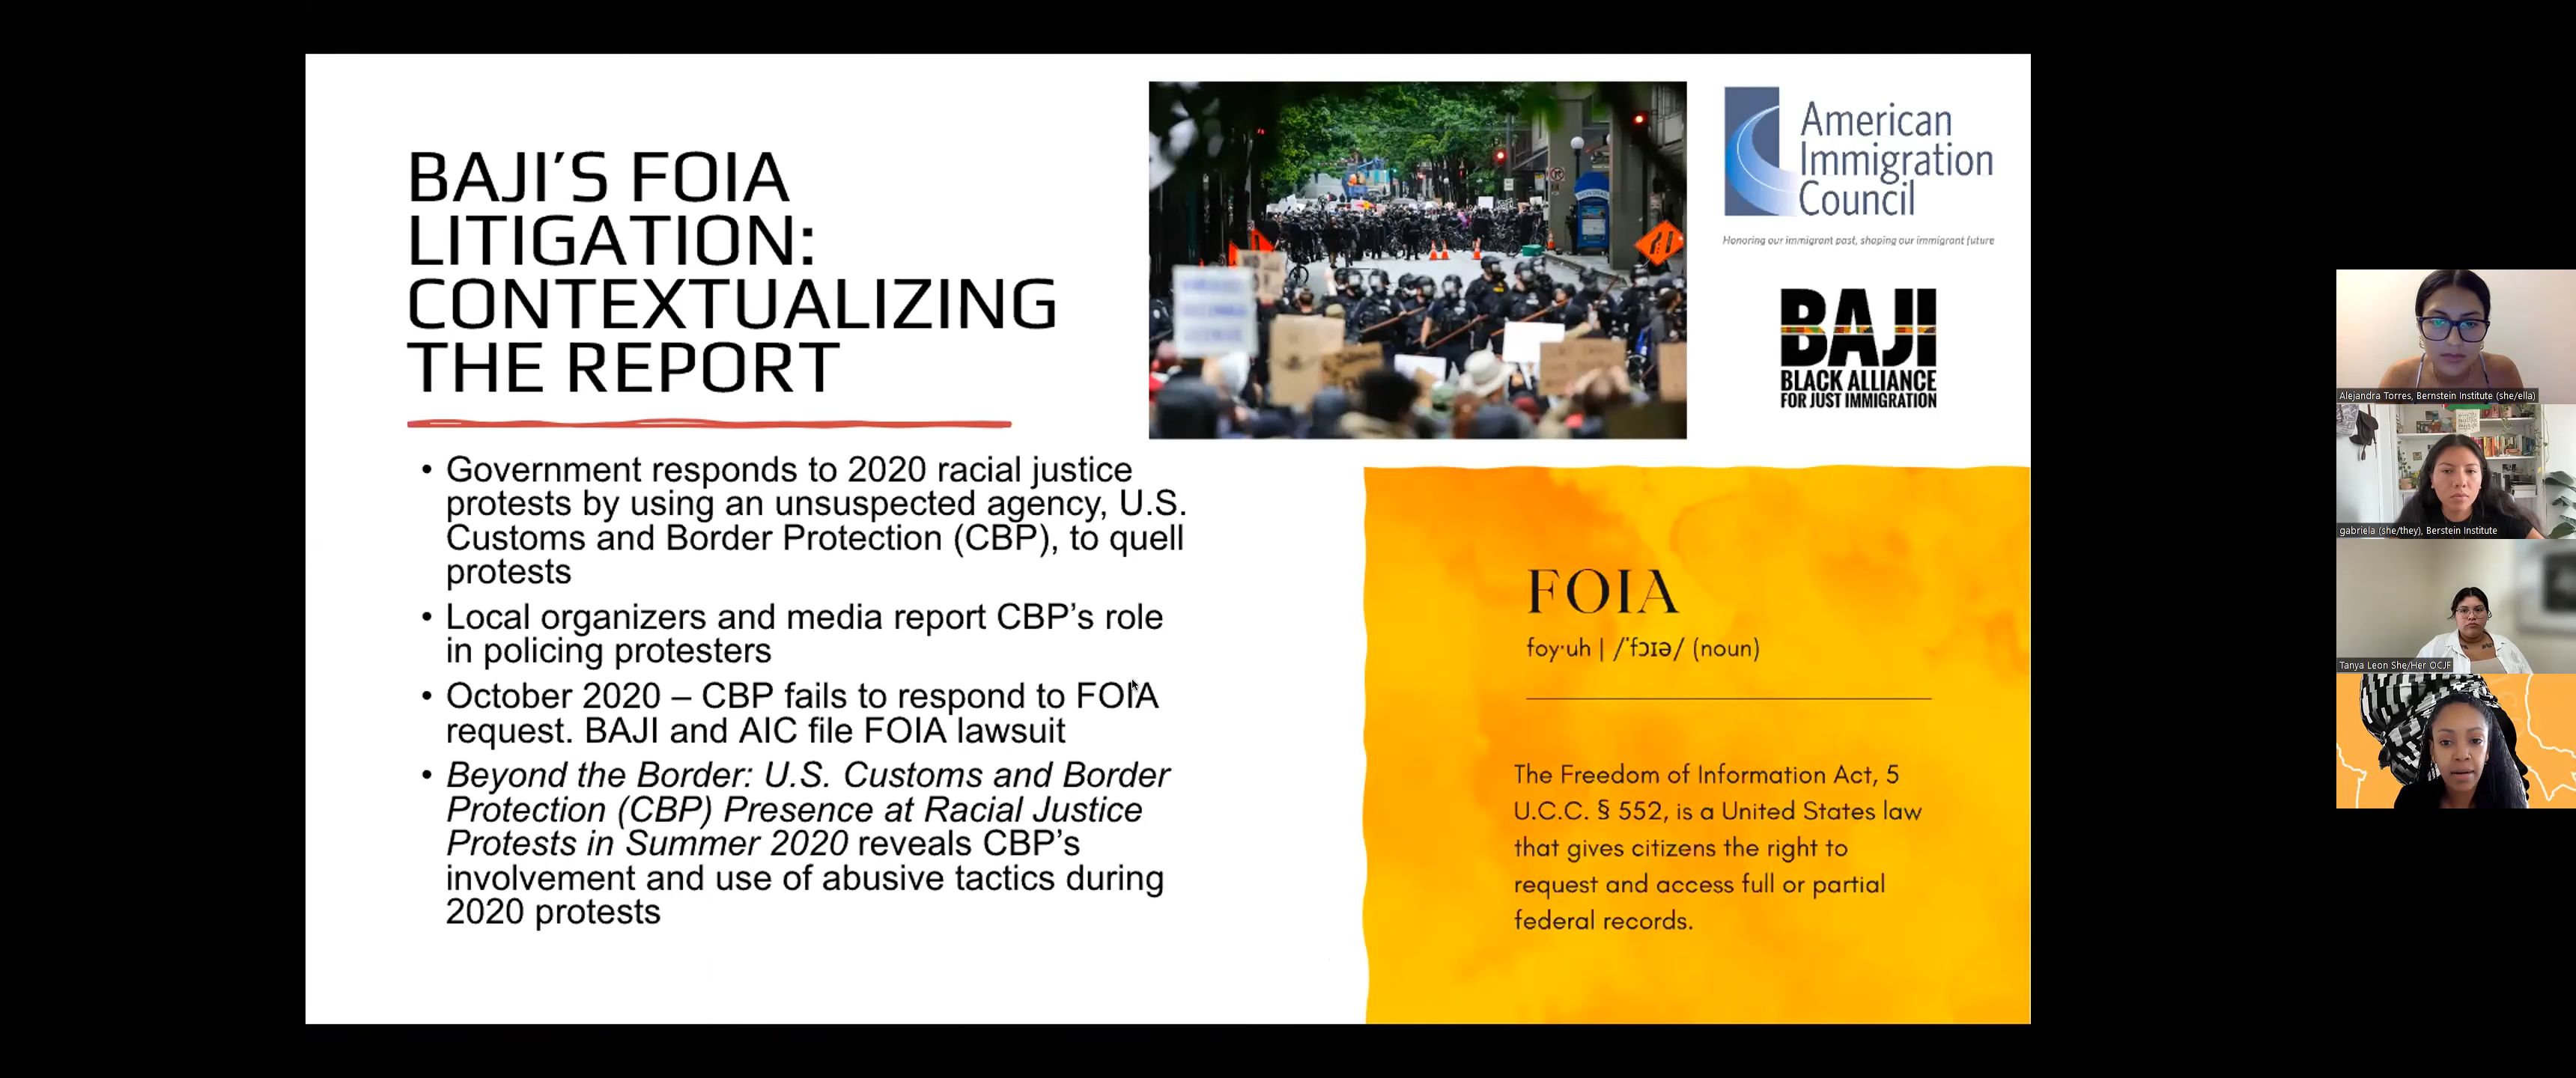 BAJI’S FOIA
LITIGATION:
CONTEXTUALIZING
THE REPORT
• Government responds to 2020 racial justice
protests by using an unsuspected agency, U.S.
Customs and Border Protection (CBP), to quell
protests
• Local organizers and media report CBP’s role
in policing protesters
• October 2020 – CBP fails to respond to FOIA
request. BAJI and AIC file FOIA lawsuit
• Beyond the Border: U.S. Customs and Border
Protection (CBP) Presence at Racial Justice
Protests in Summer 2020 reveals CBP’s
involvement and use of abusive tactics during
2020 protests
American
Immigration
Council
Honoring our immigrant past, shaping our immigrant future
BAJI
BLACK ALLIANCE
FOR JUST IMMIGRATION
FOIA
foy·uh | /ˈfɔɪə/ (noun)
The Freedom of Information Act, 5
U.C.C. § 552, is a United States law
that gives citizens the right to
request and access full or partial
federal records.
Alejandra Torres, Bernstein Institute (she/ella)
gabriela (she/they), Berstein Institute
Tanya Leon She/Her OCJF